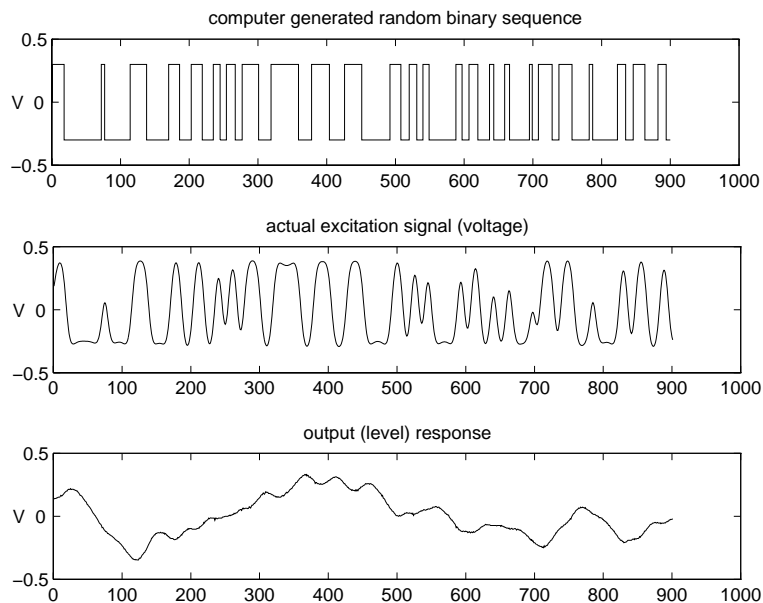 computer generated random binary sequence
0.5
V 0
−0.5
0 100 200 300 400 500 600 700 800 900 1000
actual excitation signal (voltage)
0.5
V 0
−0.5
0 100 200 300 400 500 600 700 800 900 1000
output (level) response
0.5
V 0
−0.5
0 100 200 300 400 500 600 700 800 900 1000